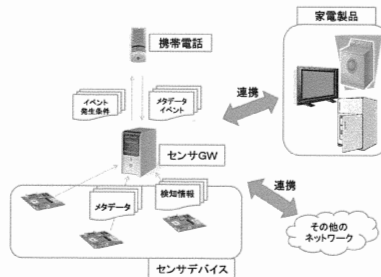 家電製品
携帯電話
イベント
発生条件
メタデータ
イベント
連携
センサGW
連携
メタデータ
検知情報
その他の
ネットワーク
センサデバイス